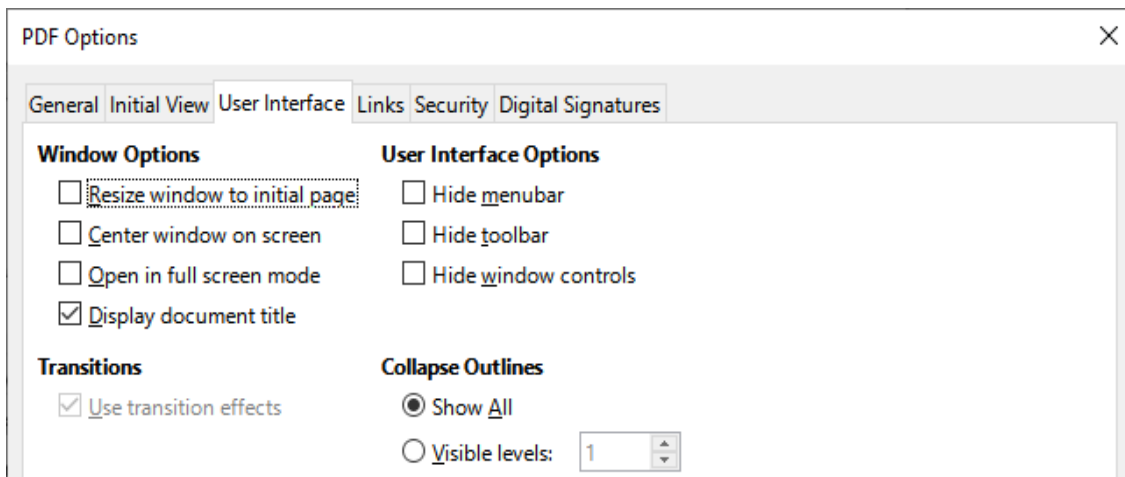 PDF Options
General Initial View User Interface Links Security Digital Signatures
Window Options
Resize window to initial page
Center window on screen
Open in full screen mode
Display document title
User Interface Options
Hide menubar
Hide toolbar
Hide window controls
Transitions
Use transition effects
Collapse Outlines
Show All
Visible levels: 1